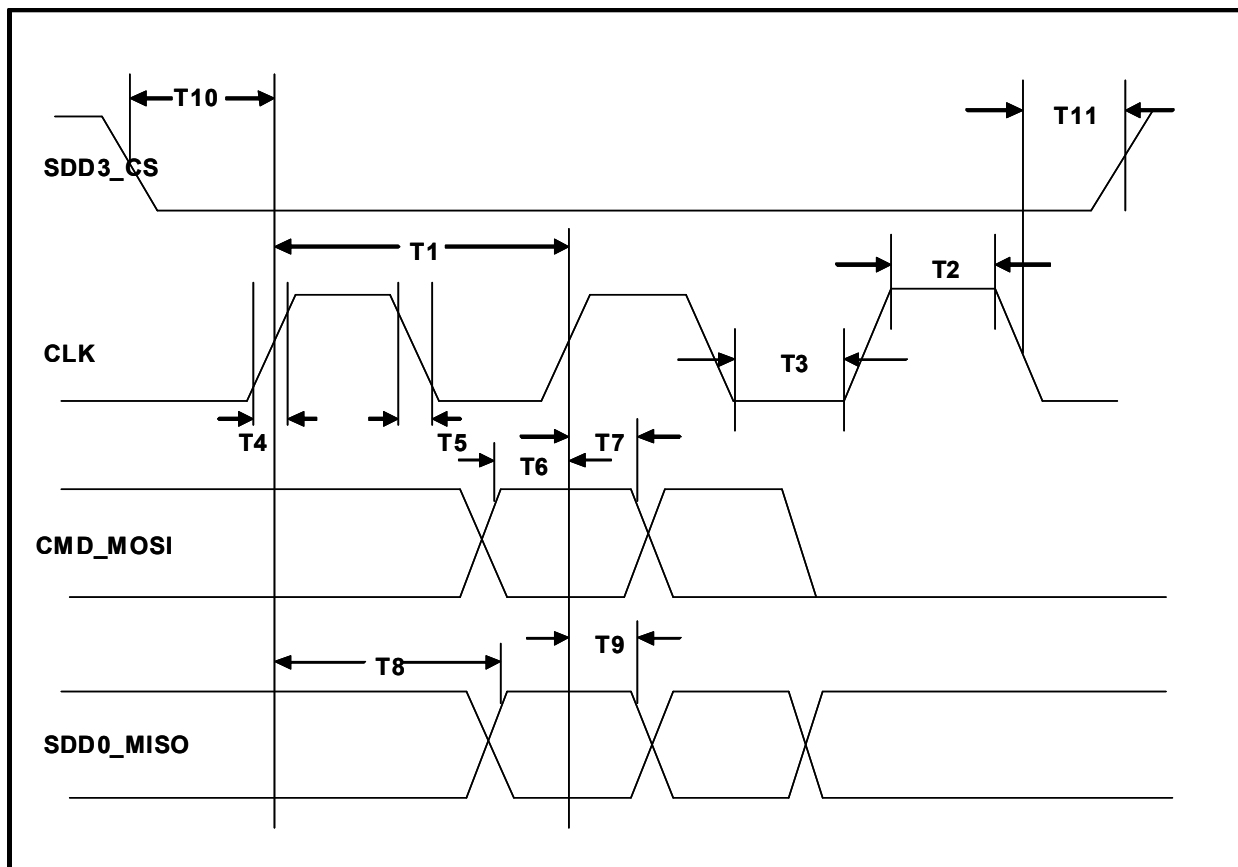 T10
T11
SDD3_CS
T1
T2
CLK
T3
T4
T5
T7
T6
CMD_MOSI
T9
T8
SDD0_MISO